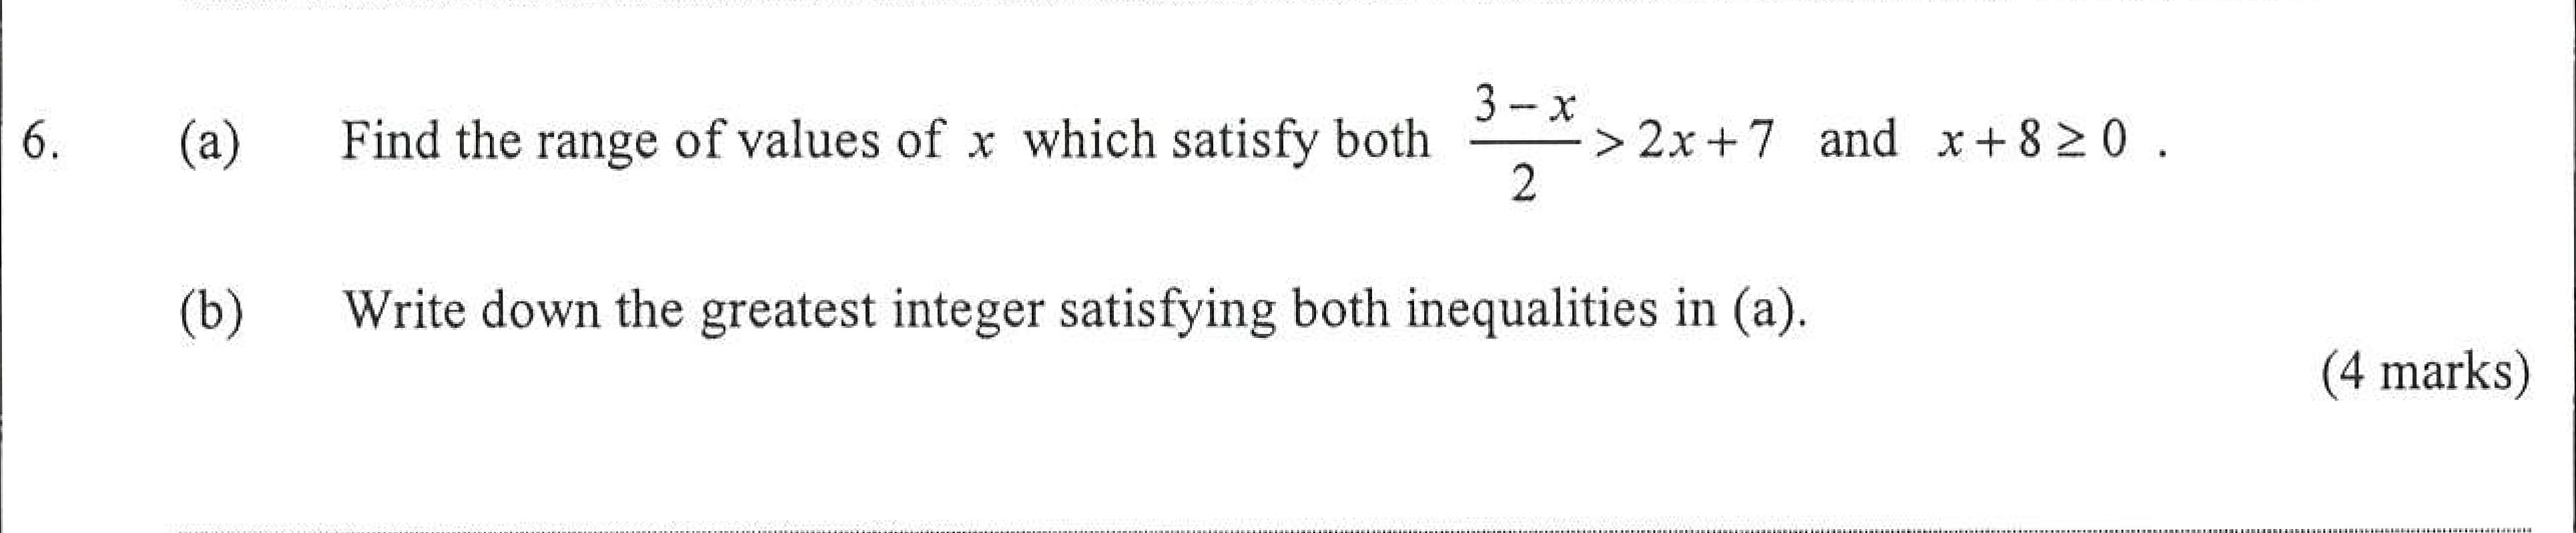 6. (a) Find the range of values of x which satisfy both \frac{3-x}{2} > 2x+7 and x+8 ≥ 0 .
(b) Write down the greatest integer satisfying both inequalities in (a).
(4 marks)